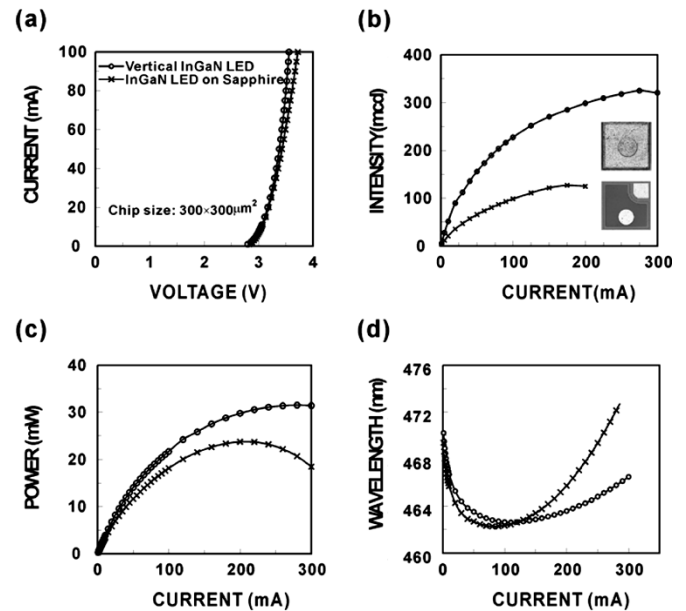 (a)
CURRENT (mA)
100
80
60
40
20
0
Vertical InGaN LED
InGaN LED on Sapphire
Chip size: 300×300μm²
0 1 2 3 4
VOLTAGE (V)
(b)
INTENSITY(mcd)
400
300
200
100
0
0 50 100 150 200 250 300
CURRENT(mA)
(c)
POWER (mW)
40
30
20
10
0
0 100 200 300
CURRENT (mA)
(d)
WAVELENGTH (nm)
476
472
468
464
460
0 100 200 300
CURRENT (mA)